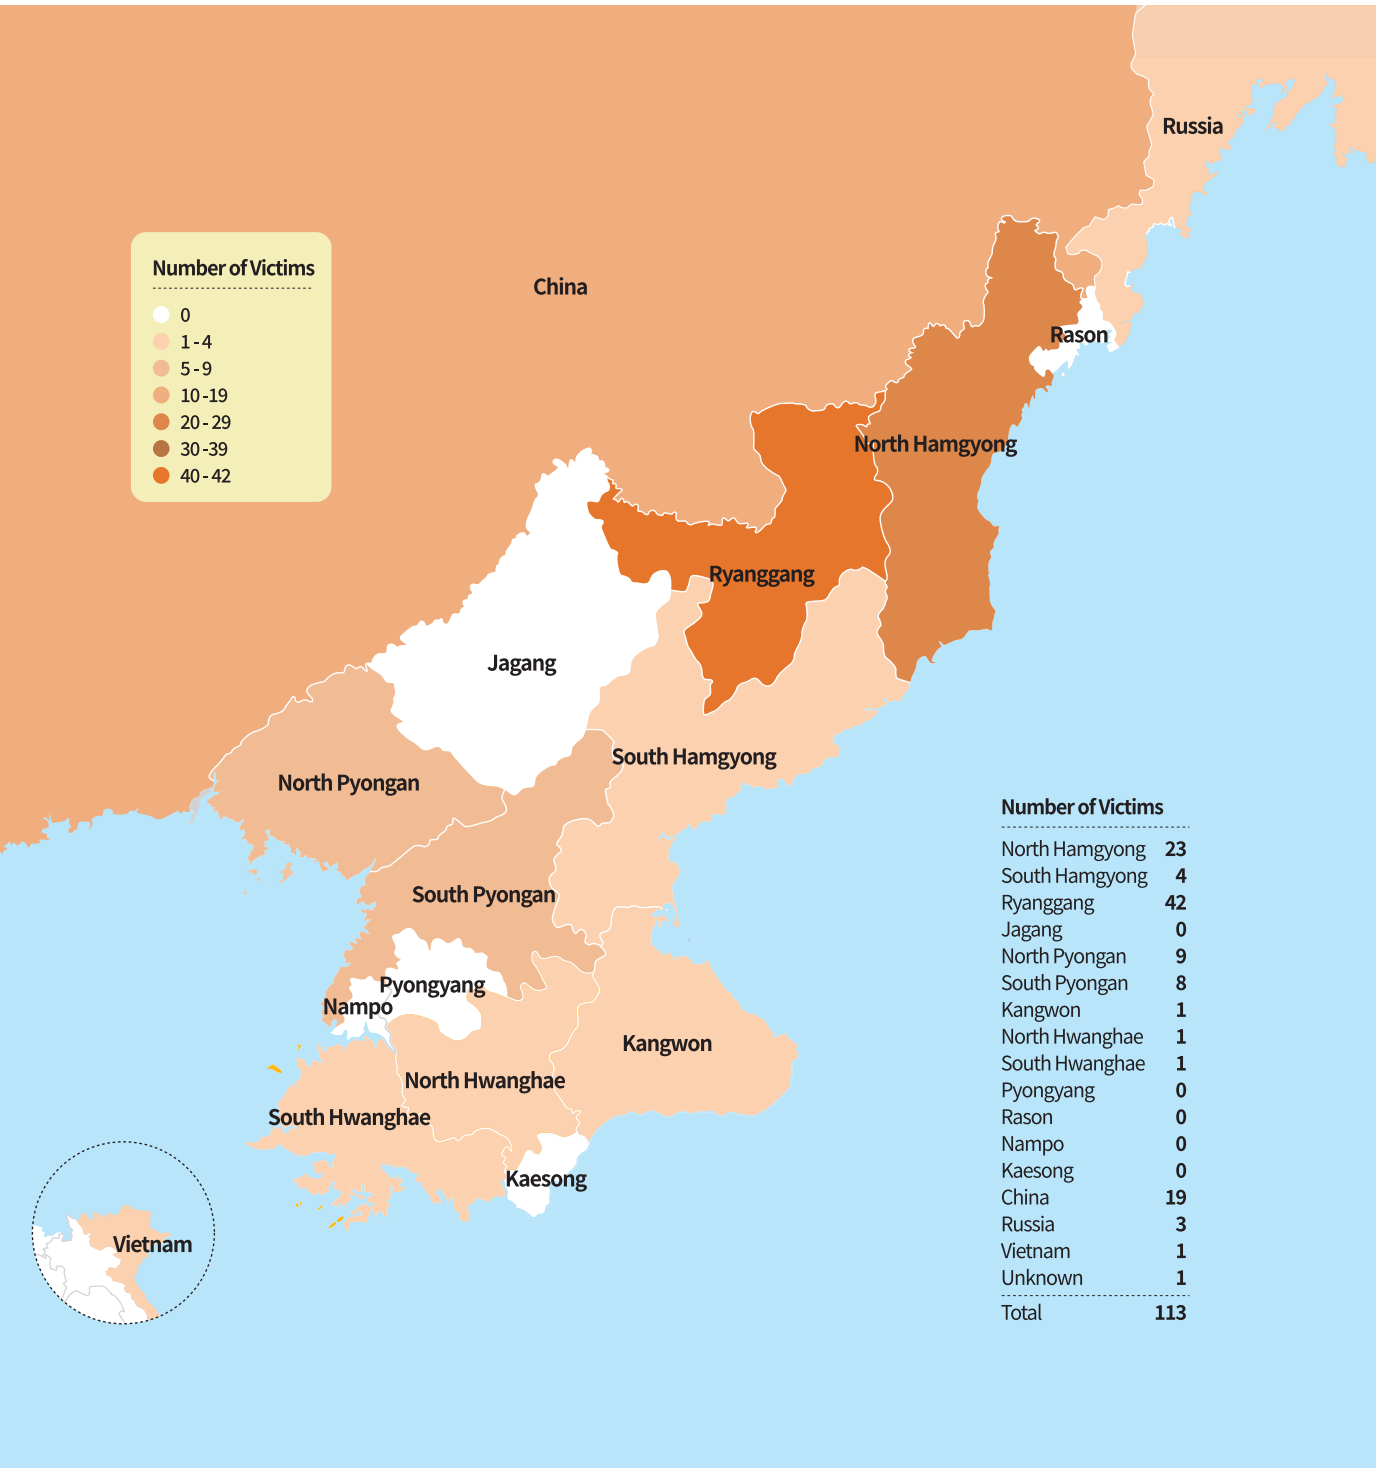 Russia
China
Number of Victims
0
1 - 4
5 - 9
10 -19
20 - 29
30 -39
40 - 42
Rason
North Hamgyong
Ryanggang
Jagang
South Hamgyong
North Pyongan
South Pyongan
Pyongyang
Nampo
Kangwon
North Hwanghae
South Hwanghae
Kaesong
Vietnam
Number of Victims
North Hamgyong 23
South Hamgyong 4
Ryanggang 42
Jagang 0
North Pyongan 9
South Pyongan 8
Kangwon 1
North Hwanghae 1
South Hwanghae 1
Pyongyang 0
Rason 0
Nampo 0
Kaesong 0
China 19
Russia 3
Vietnam 1
Unknown 1
Total 113